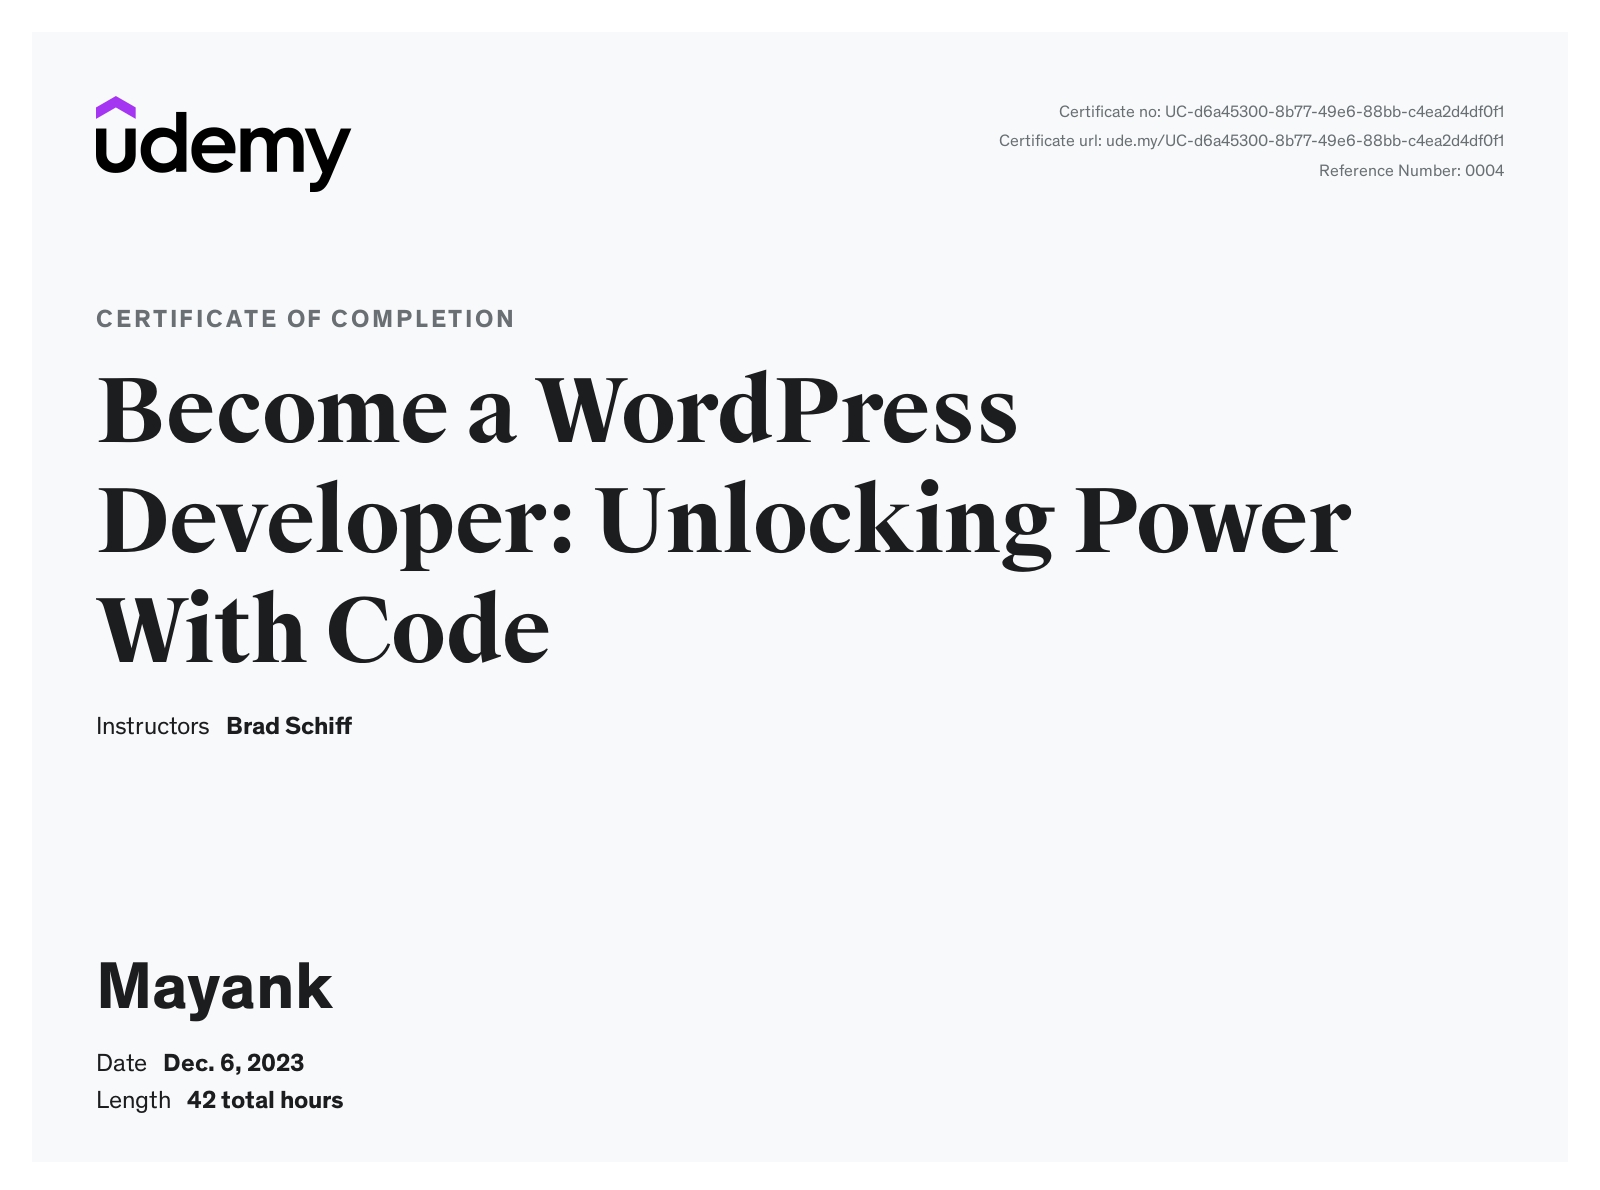 udemy
Certificate no: UC-d6a45300-8b77-49e6-88bb-c4ea2d4df0f1
Certificate url: ude.my/UC-d6a45300-8b77-49e6-88bb-c4ea2d4df0f1
Reference Number: 0004
CERTIFICATE OF COMPLETION
Become a WordPress
Developer: Unlocking Power
With Code
Instructors Brad Schiff
Mayank
Date Dec. 6, 2023
Length 42 total hours